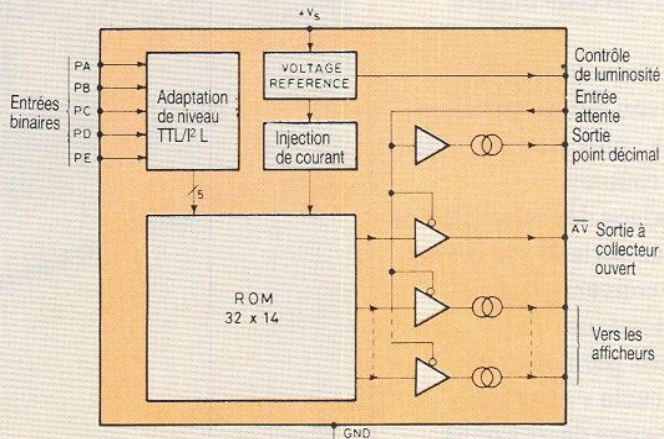 +Vs
PA
PB
PC
PD
PE
Entrées
binaires
Adaptation
de niveau
TTL/I² L
VOLTAGE
REFERENCE
Injection
de courant
Contrôle
de luminosité
Entrée
attente
Sortie
point décimal
5
ROM
32 x 14
AV Sortie à
collecteur
ouvert
Vers les
afficheurs
GND